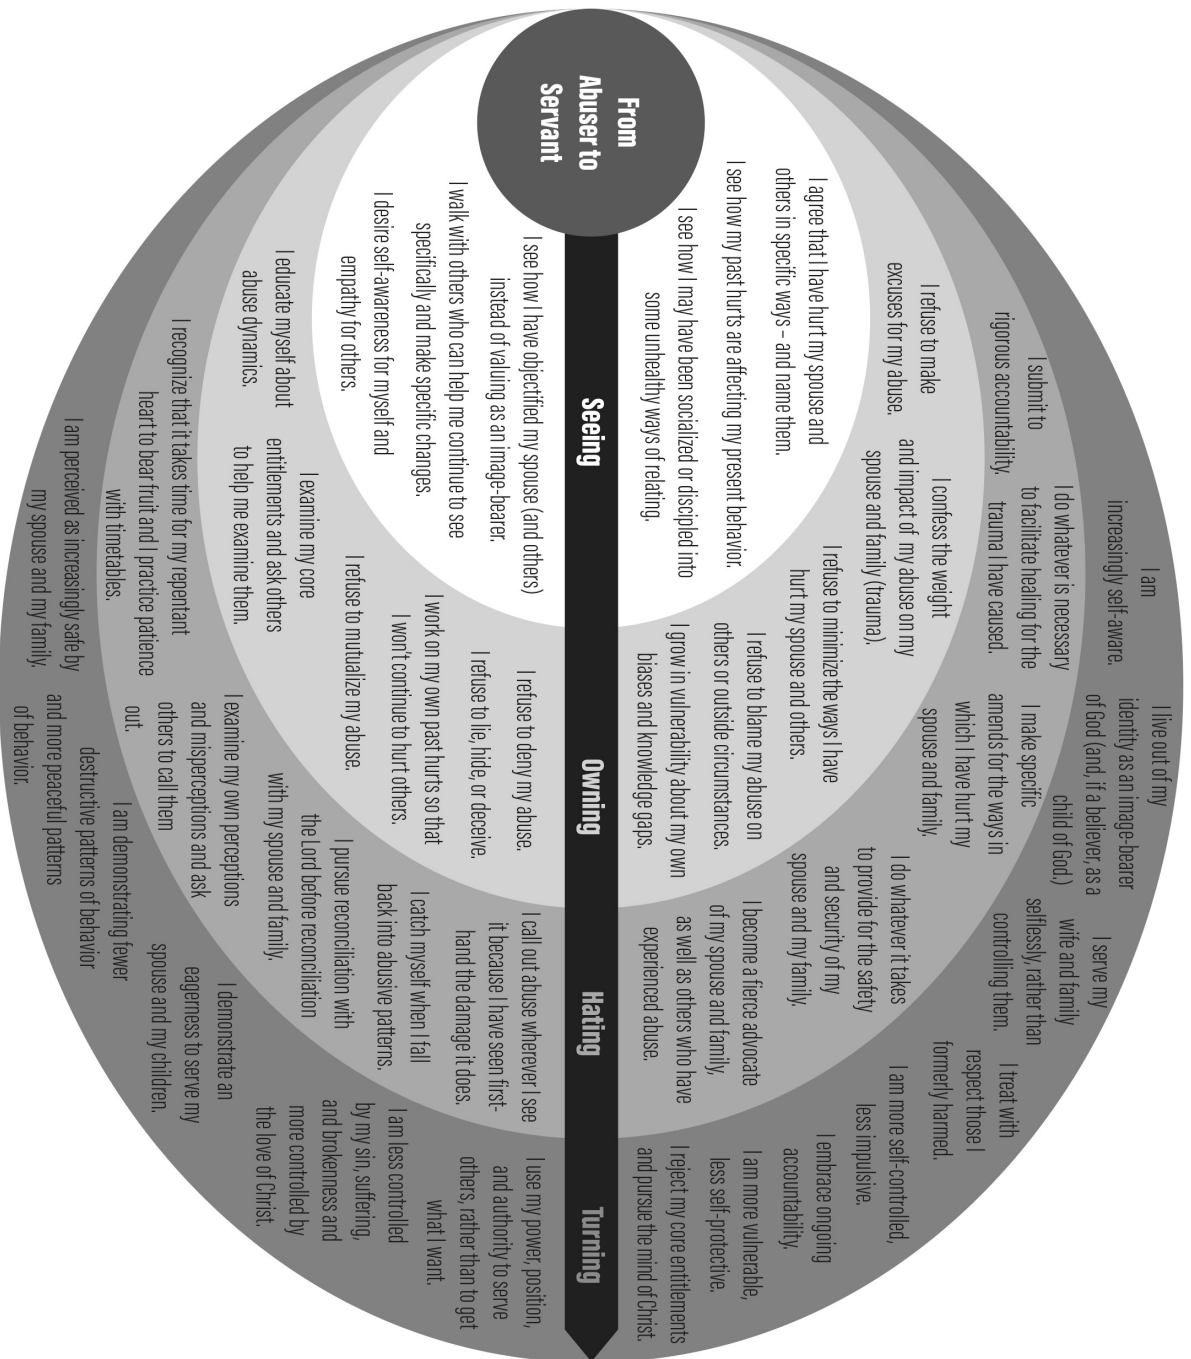 From
Abuser to
Servant
Seeing
Owning
Hating
Turning
I agree that I have hurt my spouse and
others in specific ways – and name them.
I see how my past hurts are affecting my present behavior.
I see how I may have been socialized or discipled into
some unhealthy ways of relating.
I see how I have objectified my spouse (and others)
instead of valuing as an image-bearer.
I walk with others who can help me continue to see
specifically and make specific changes.
I desire self-awareness for myself and
empathy for others.
I refuse to make
excuses for my abuse.
I confess the weight
and impact of my abuse on my
spouse and family (trauma).
I refuse to minimize the ways I have
hurt my spouse and others.
I refuse to blame my abuse on
others or outside circumstances.
I grow in vulnerability about my own
biases and knowledge gaps.
I refuse to deny my abuse.
I refuse to lie, hide, or deceive.
I work on my own past hurts so that
I won't continue to hurt others.
I refuse to mutualize my abuse.
I examine my core
entitlements and ask others
to help me examine them.
I educate myself about
abuse dynamics.
I submit to
rigorous accountability.
I do whatever is necessary
to facilitate healing for the
trauma I have caused.
I make specific
amends for the ways in
which I have hurt my
spouse and family.
I do whatever it takes
to provide for the safety
and security of my
spouse and my family.
I become a fierce advocate
of my spouse and family,
as well as others who have
experienced abuse.
I call out abuse wherever I see
it because I have seen first-
hand the damage it does.
I catch myself when I fall
back into abusive patterns.
I pursue reconciliation with
the Lord before reconciliation
with my spouse and family.
I examine my own perceptions
and misperceptions and ask
others to call them
out.
I recognize that it takes time for my repentant
heart to bear fruit and I practice patience
with timetables.
I am
increasingly self-aware.
I live out of my
identity as an image-bearer
of God (and, if a believer, as a
child of God)
I serve my
wife and family
selflessly, rather than
controlling them.
I treat with
respect those I
formerly harmed.
I am more self-controlled,
less impulsive.
I embrace ongoing
accountability.
I am more vulnerable,
less self-protective.
I reject my core entitlements
and pursue the mind of Christ.
I use my power, position,
and authority to serve
others, rather than to get
what I want.
I am less controlled
by my sin, suffering,
and brokenness and
more controlled by
the love of Christ.
I demonstrate an
eagerness to serve my
spouse and my children.
I am demonstrating fewer
destructive patterns of behavior
and more peaceful patterns
of behavior.
I am perceived as increasingly safe by
my spouse and my family.